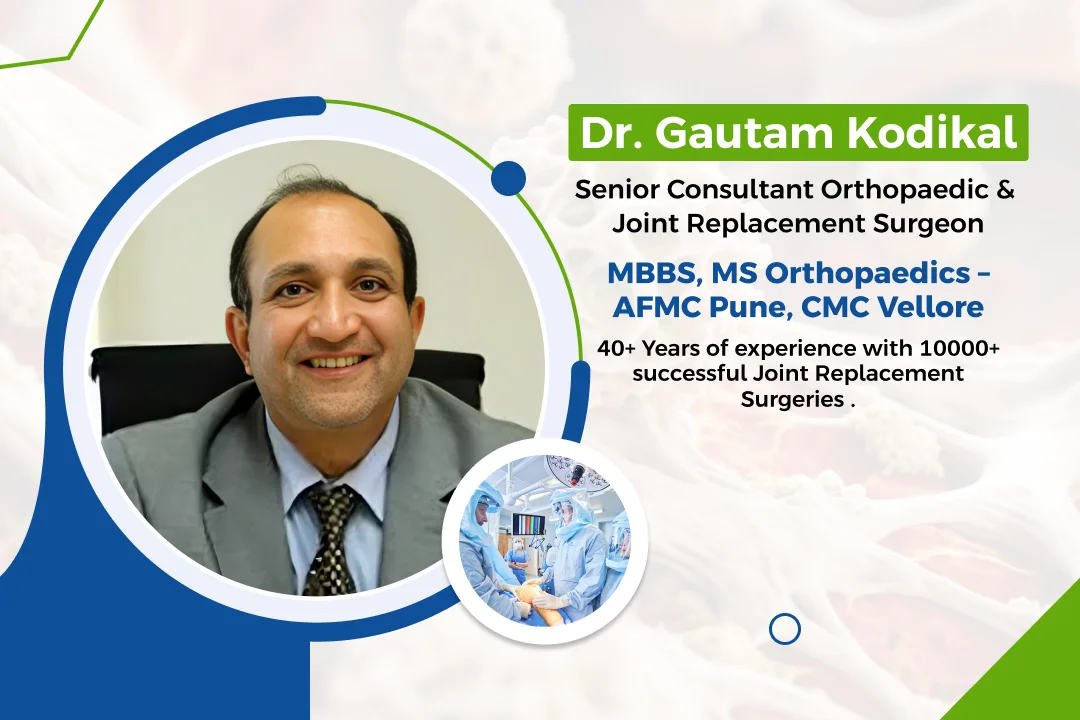 Dr. Gautam Kodikal
Senior Consultant Orthopaedic &
Joint Replacement Surgeon
MBBS, MS Orthopaedics –
AFMC Pune, CMC Vellore
40+ Years of experience with 10000+
successful Joint Replacement
Surgeries .